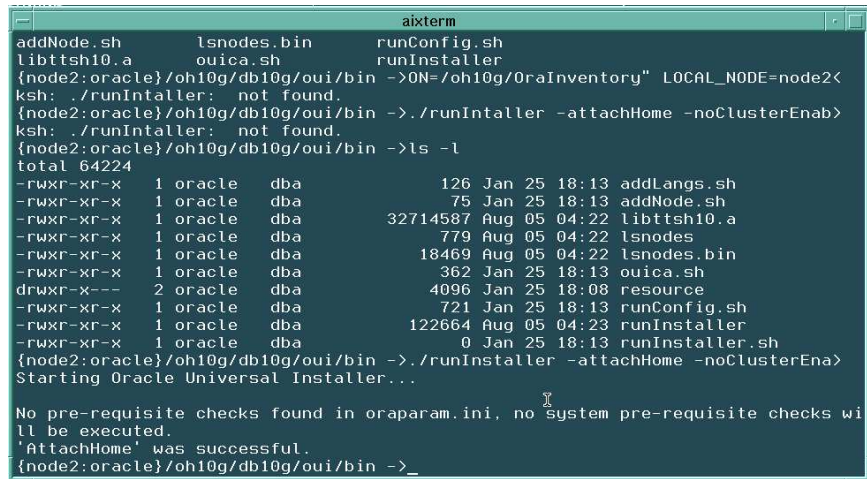 aixterm
addNode.sh lsnodes.bin runConfig.sh
libttsh10.a ouica.sh runInstaller
{node2:oracle}/oh10g/db10g/oui/bin ->ON=/oh10g/OraInventory" LOCAL_NODE=node2<
ksh: ./runIntaller: not found.
{node2:oracle}/oh10g/db10g/oui/bin ->./runIntaller -attachHome -noClusterEnab>
ksh: ./runIntaller: not found.
{node2:oracle}/oh10g/db10g/oui/bin ->ls -l
total 64224
-rwxr-xr-x 1 oracle dba 126 Jan 25 18:13 addLangs.sh
-rwxr-xr-x 1 oracle dba 75 Jan 25 18:13 addNode.sh
-rwxr-xr-x 1 oracle dba 32714587 Aug 05 04:22 libttsh10.a
-rwxr-xr-x 1 oracle dba 779 Aug 05 04:22 lsnodes
-rwxr-xr-x 1 oracle dba 18469 Aug 05 04:22 lsnodes.bin
-rwxr-xr-x 1 oracle dba 362 Jan 25 18:13 ouica.sh
drwxr-x--- 2 oracle dba 4096 Jan 25 18:08 resource
-rwxr-xr-x 1 oracle dba 721 Jan 25 18:13 runConfig.sh
-rwxr-xr-x 1 oracle dba 122664 Aug 05 04:23 runInstaller
-rwxr-xr-x 1 oracle dba 0 Jan 25 18:13 runInstaller.sh
{node2:oracle}/oh10g/db10g/oui/bin ->./runInstaller -attachHome -noClusterEna>
Starting Oracle Universal Installer...
No pre-requisite checks found in oraparam.ini, no system pre-requisite checks wi
ll be executed.
'AttachHome' was successful.
{node2:oracle}/oh10g/db10g/oui/bin ->_